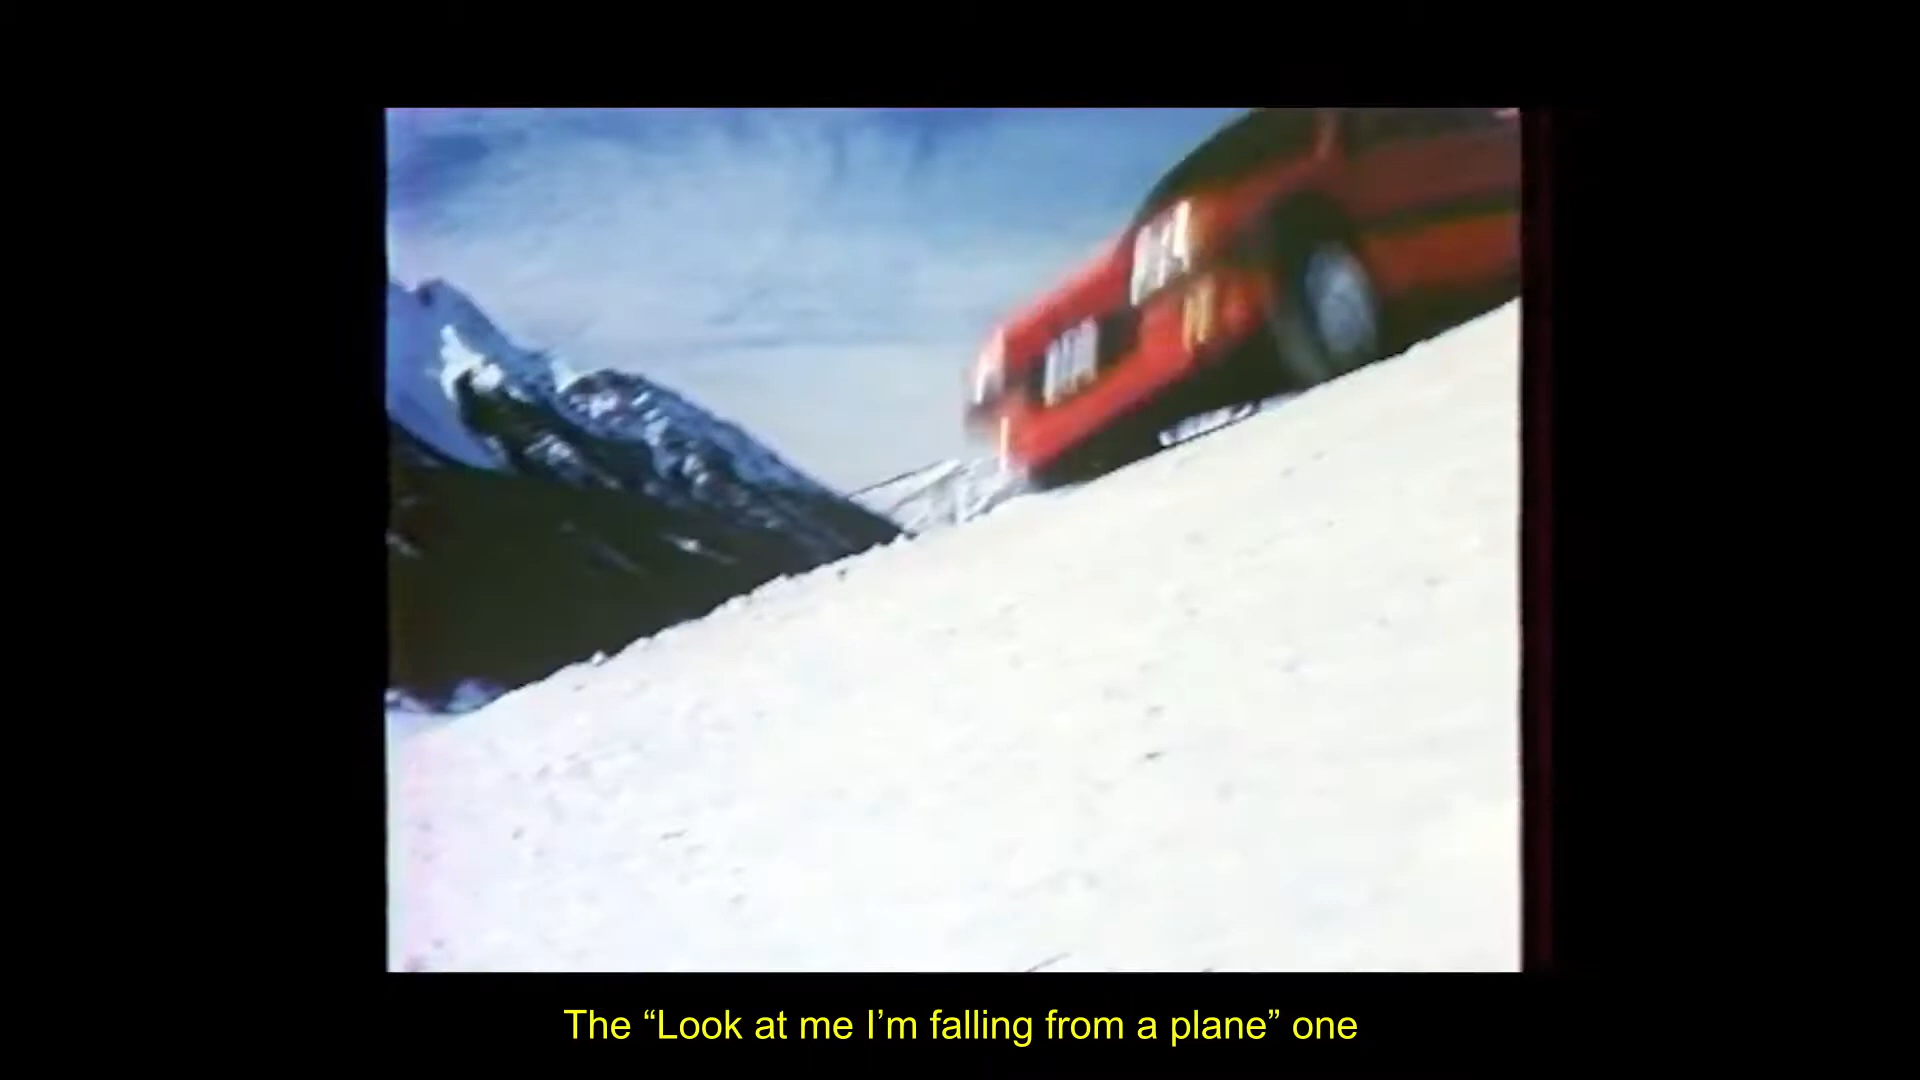 The “Look at me I’m falling from a plane” one